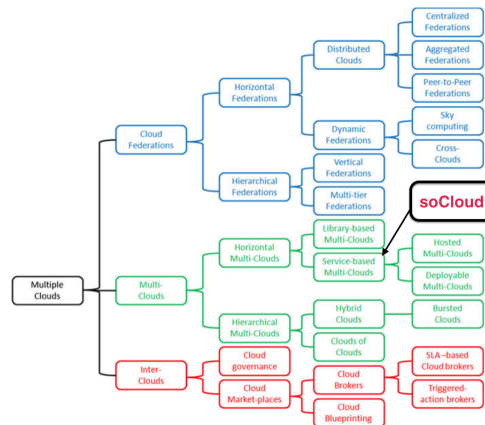 Centralized
Federations
Distributed
Clouds
Aggregated
Federations
Horizontal
Federations
Peer-to-Peer
Federations
Sky
computing
Cloud
Federations
Dynamic
Federations
Cross-
Clouds
Vertical
Federations
Hierarchical
Federations
Multi-tier
Federations
soCloud
Library-based
Multi-Clouds
Horizontal
Multi-Clouds
Hosted
Multi-Clouds
Service-based
Multi-Clouds
Deployable
Multi-Clouds
Multiple
Clouds
Multi-
Clouds
Hybrid
Clouds
Bursted
Clouds
Hierarchical
Multi-Clouds
Clouds of
Clouds
Cloud
governance
SLA –based
Cloud brokers
Inter-
Clouds
Cloud
Brokers
Cloud
Market-places
Triggered-
action brokers
Cloud
Blueprinting